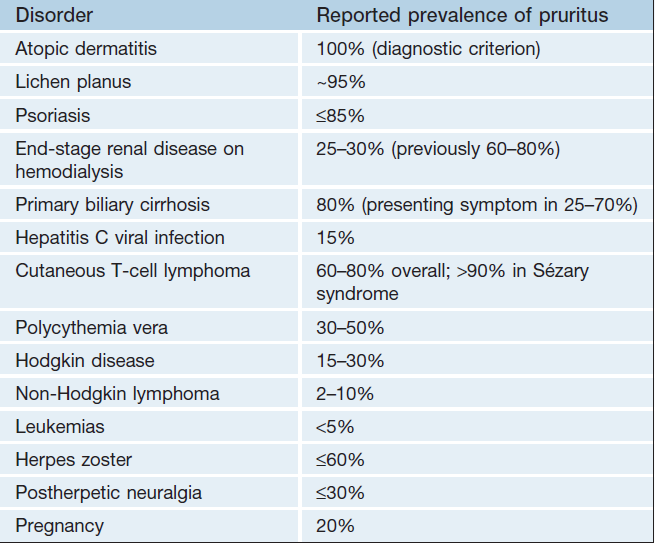 Disorder Reported prevalence of pruritus
Atopic dermatitis 100% (diagnostic criterion)
Lichen planus ~95%
Psoriasis ≤85%
End-stage renal disease on 25–30% (previously 60–80%)
hemodialysis
Primary biliary cirrhosis 80% (presenting symptom in 25–70%)
Hepatitis C viral infection 15%
Cutaneous T-cell lymphoma 60–80% overall; >90% in Sézary
syndrome
Polycythemia vera 30–50%
Hodgkin disease 15–30%
Non-Hodgkin lymphoma 2–10%
Leukemias <5%
Herpes zoster ≤60%
Postherpetic neuralgia ≤30%
Pregnancy 20%